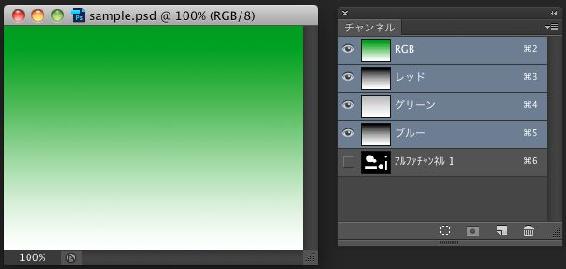 sample.psd @ 100% (RGB/8)
100%
チャンネル
RGB ⌘2
レッド ⌘3
グリーン ⌘4
ブルー ⌘5
アルファチャンネル 1 ⌘6